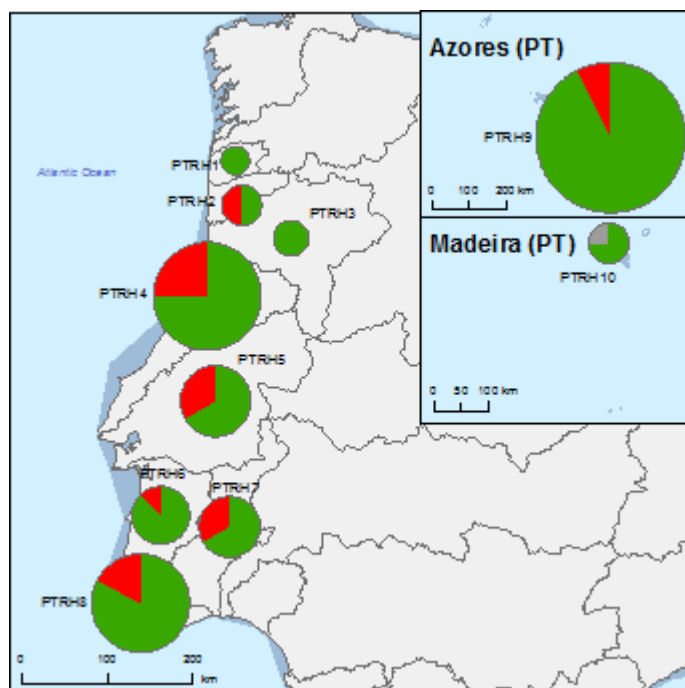 Azores (PT)
PTRH9
0 100 200 km
Madeira (PT)
PTRH10
0 50 100 km
Atlantic Ocean
PTRH1
PTRH2
PTRH3
PTRH4
PTRH5
PTRH6
PTRH7
PTRH8
0 100 200
km